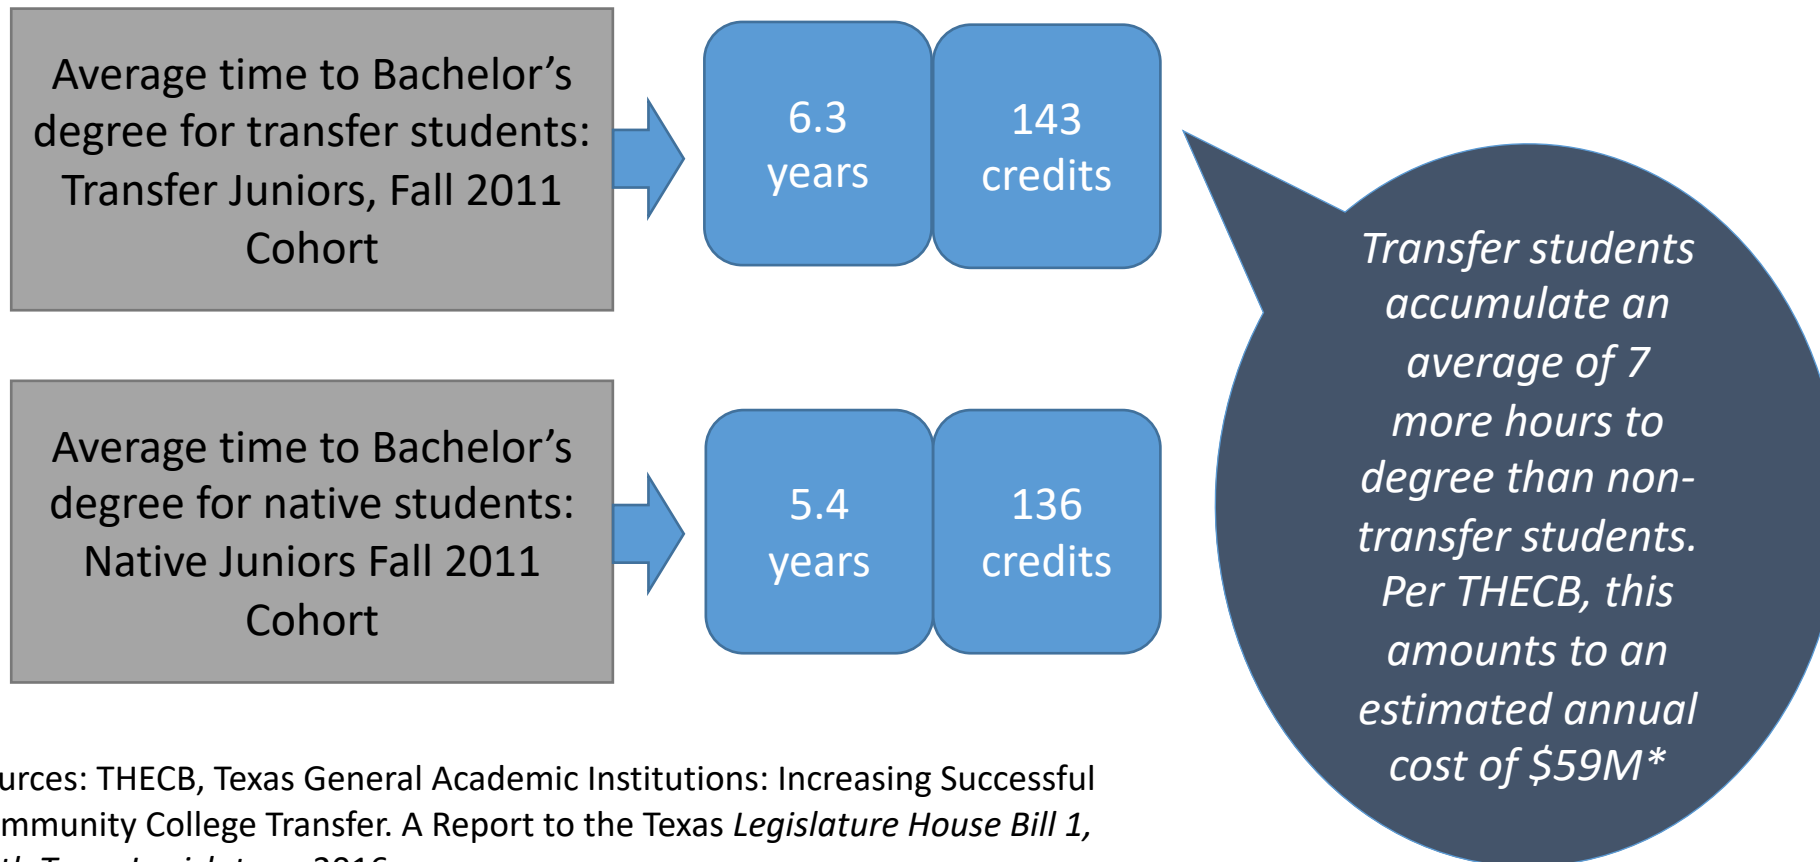 Average time to Bachelor’s
degree for transfer students:
Transfer Juniors, Fall 2011
Cohort
6.3
years
143
credits
Transfer students
accumulate an
average of 7
more hours to
degree than non-
transfer students.
Per THECB, this
amounts to an
estimated annual
cost of $59M*
Average time to Bachelor’s
degree for native students:
Native Juniors Fall 2011
Cohort
5.4
years
136
credits
urces: THECB, Texas General Academic Institutions: Increasing Successful
mmunity College Transfer. A Report to the Texas Legislature House Bill 1,